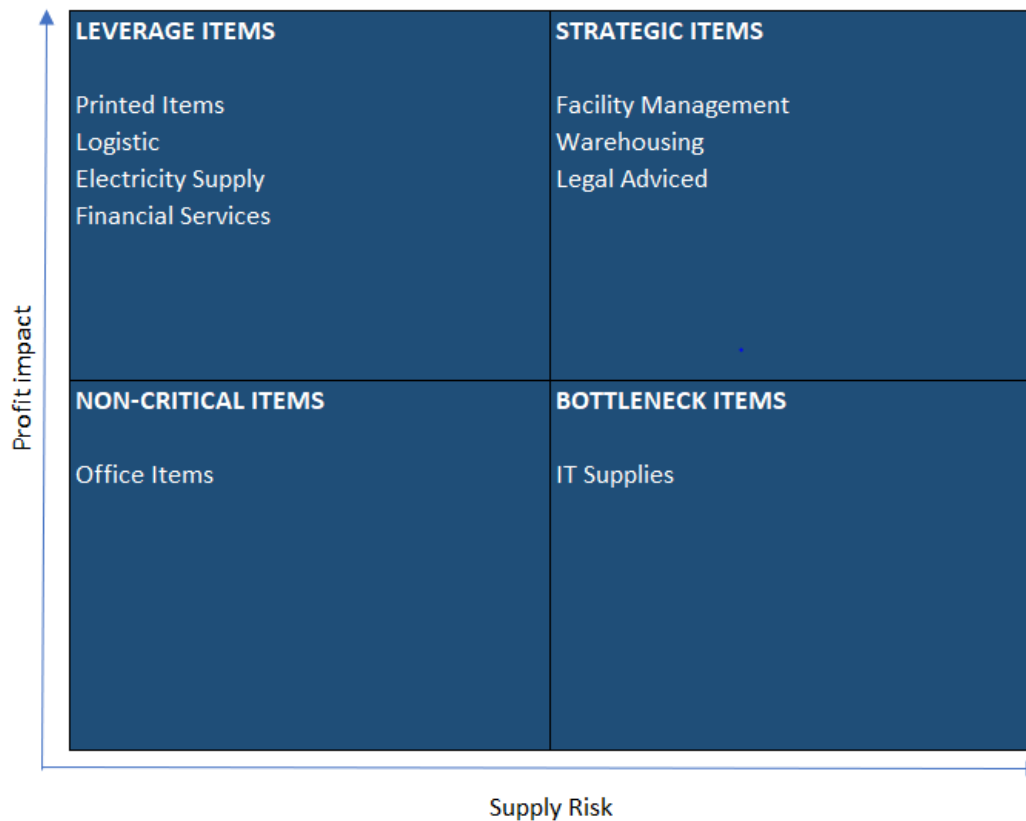 LEVERAGE ITEMS
Printed Items
Logistic
Electricity Supply
Financial Services
STRATEGIC ITEMS
Facility Management
Warehousing
Legal Adviced
Profit impact
NON-CRITICAL ITEMS
Office Items
BOTTLENECK ITEMS
IT Supplies
Supply Risk